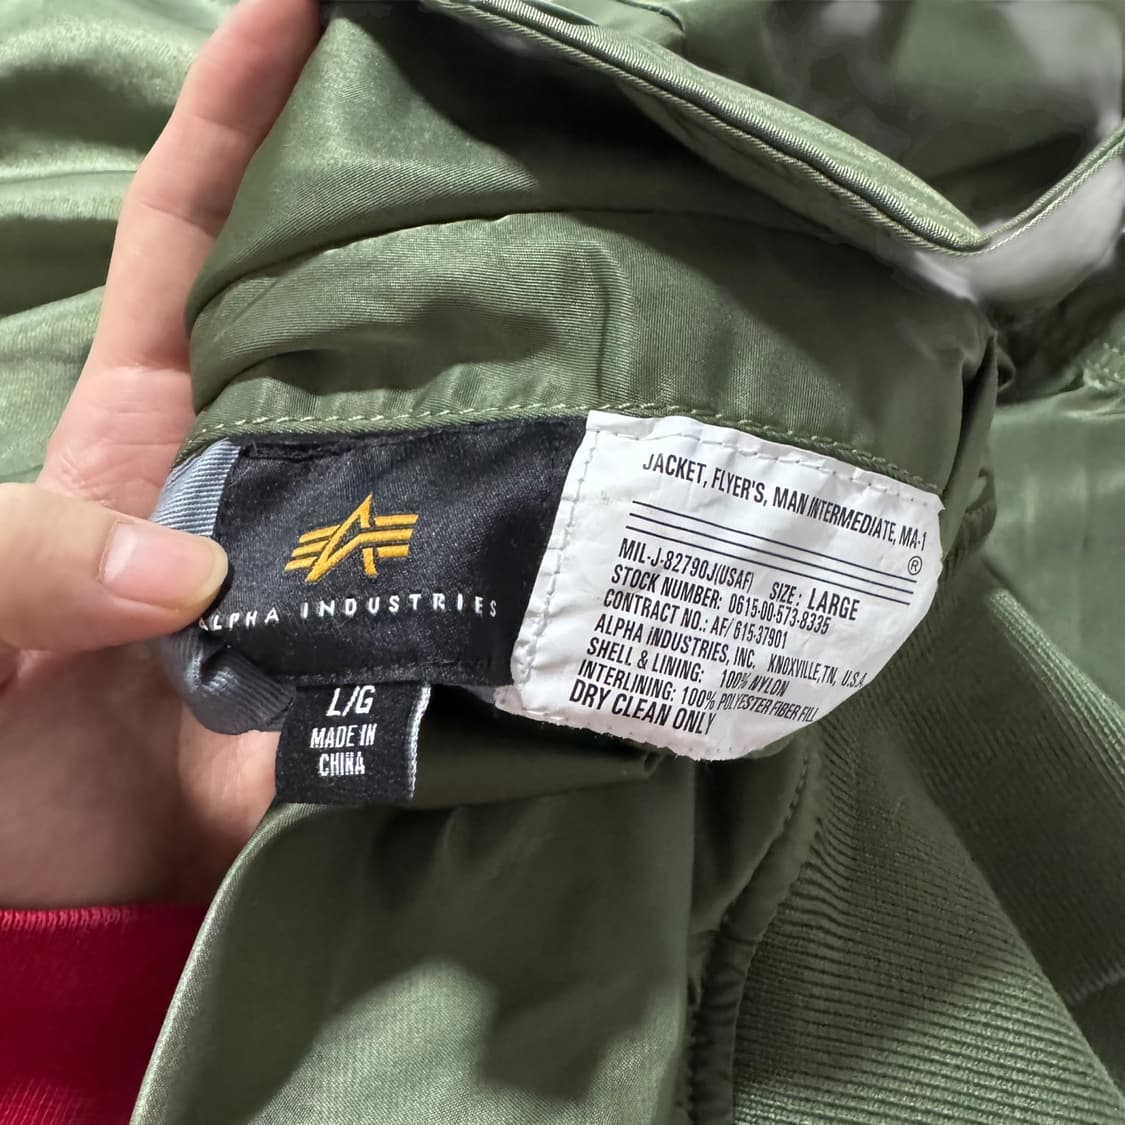 ALPHA INDUSTRIES
L/G
MADE IN
CHINA
JACKET, FLYER'S, MAN INTERMEDIATE, MA-1
®
MIL-J-82790J(USAF) SIZE: LARGE
STOCK NUMBER: 0615-00-573-8335
CONTRACT NO.: AF/615-37901
ALPHA INDUSTRIES, INC. KNOXVILLE,TN, U.S.A.
SHELL & LINING: 100% NYLON
INTERLINING: 100% POLYESTER FIBER FILL
DRY CLEAN ONLY